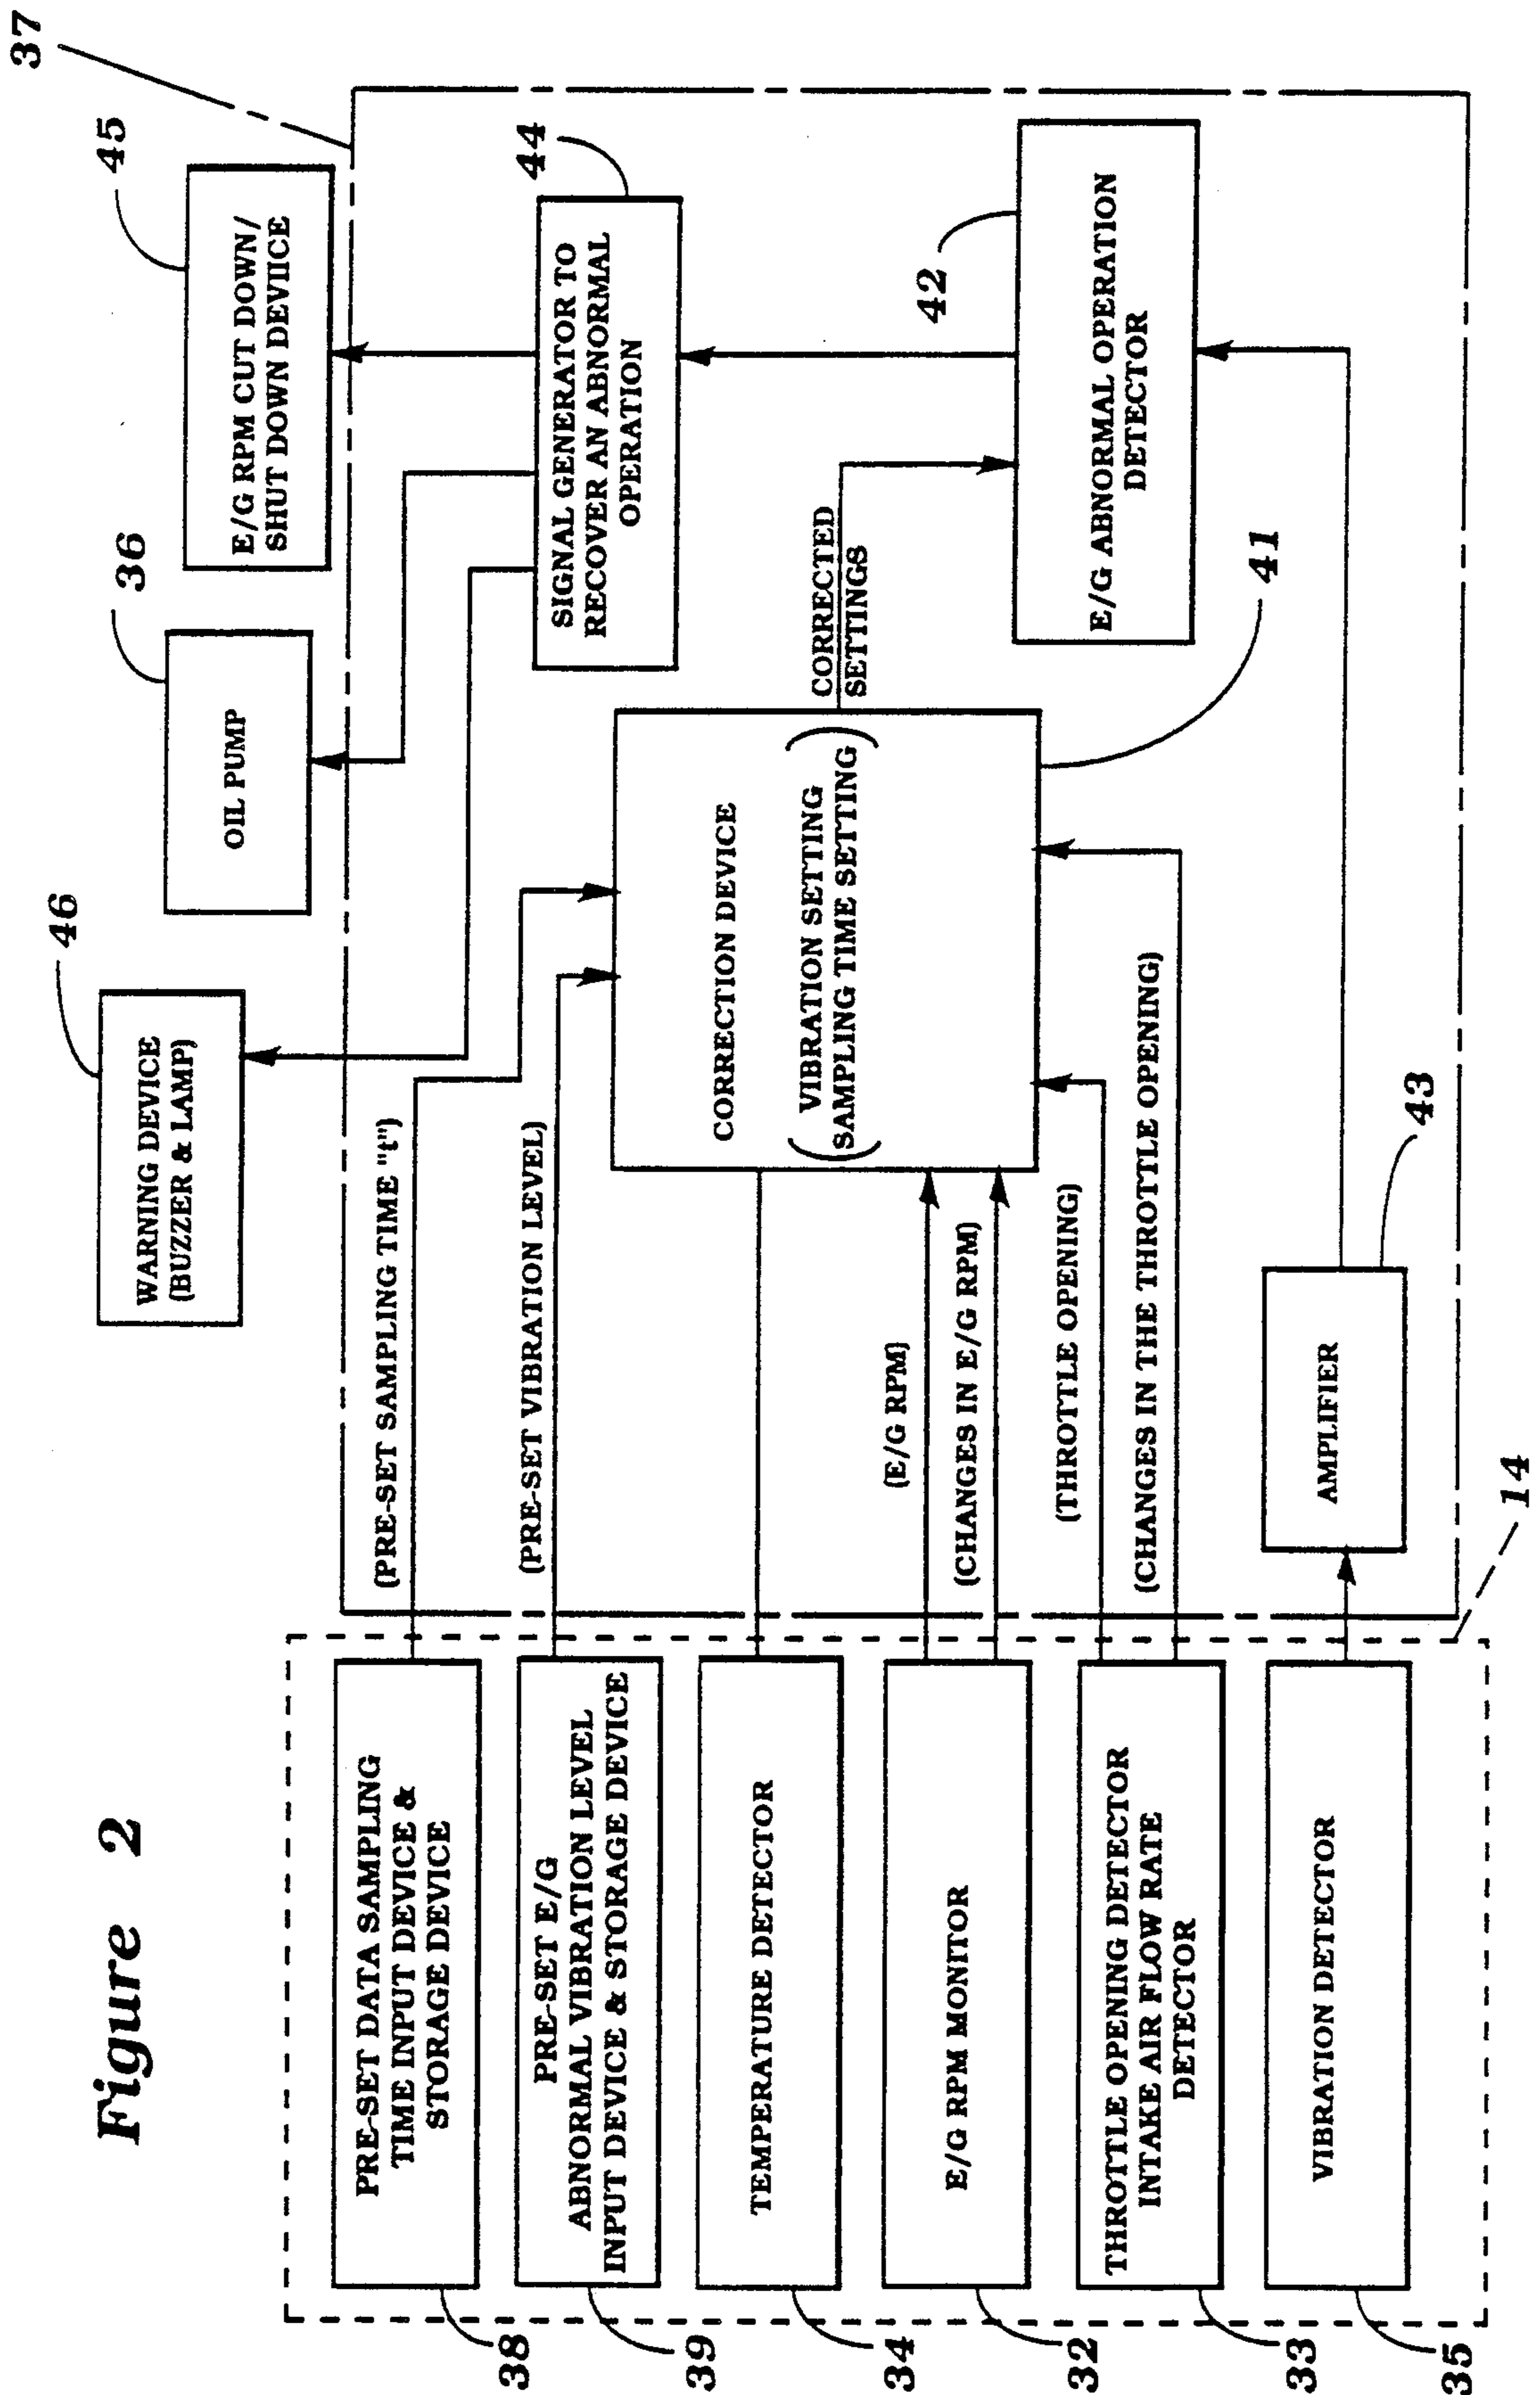 Figure 2
PRE-SET DATA SAMPLING
TIME INPUT DEVICE &
STORAGE DEVICE
38
PRE-SET E/G
ABNORMAL VIBRATION LEVEL
INPUT DEVICE & STORAGE DEVICE
39
TEMPERATURE DETECTOR
34
E/G RPM MONITOR
32
THROTTLE OPENING DETECTOR
INTAKE AIR FLOW RATE
DETECTOR
33
VIBRATION DETECTOR
35
14
WARNING DEVICE
(BUZZER & LAMP)
46
OIL PUMP
36
E/G RPM CUT DOWN/
SHUT DOWN DEVIICE
45
37
(PRE-SET SAMPLING TIME "t")
(PRE-SET VIBRATION LEVEL)
(E/G RPM)
(CHANGES IN E/G RPM)
(THROTTLE OPENING)
(CHANGES IN THE THROTTLE OPENING)
CORRECTION DEVICE
(VIBRATION SETTING
SAMPLING TIME SETTING)
41
CORRECTED
SETTINGS
SIGNAL GENERATOR TO
RECOVER AN ABNORMAL
OPERATION
44
E/G ABNORMAL OPERATION
DETECTOR
42
AMPLIFIER
43